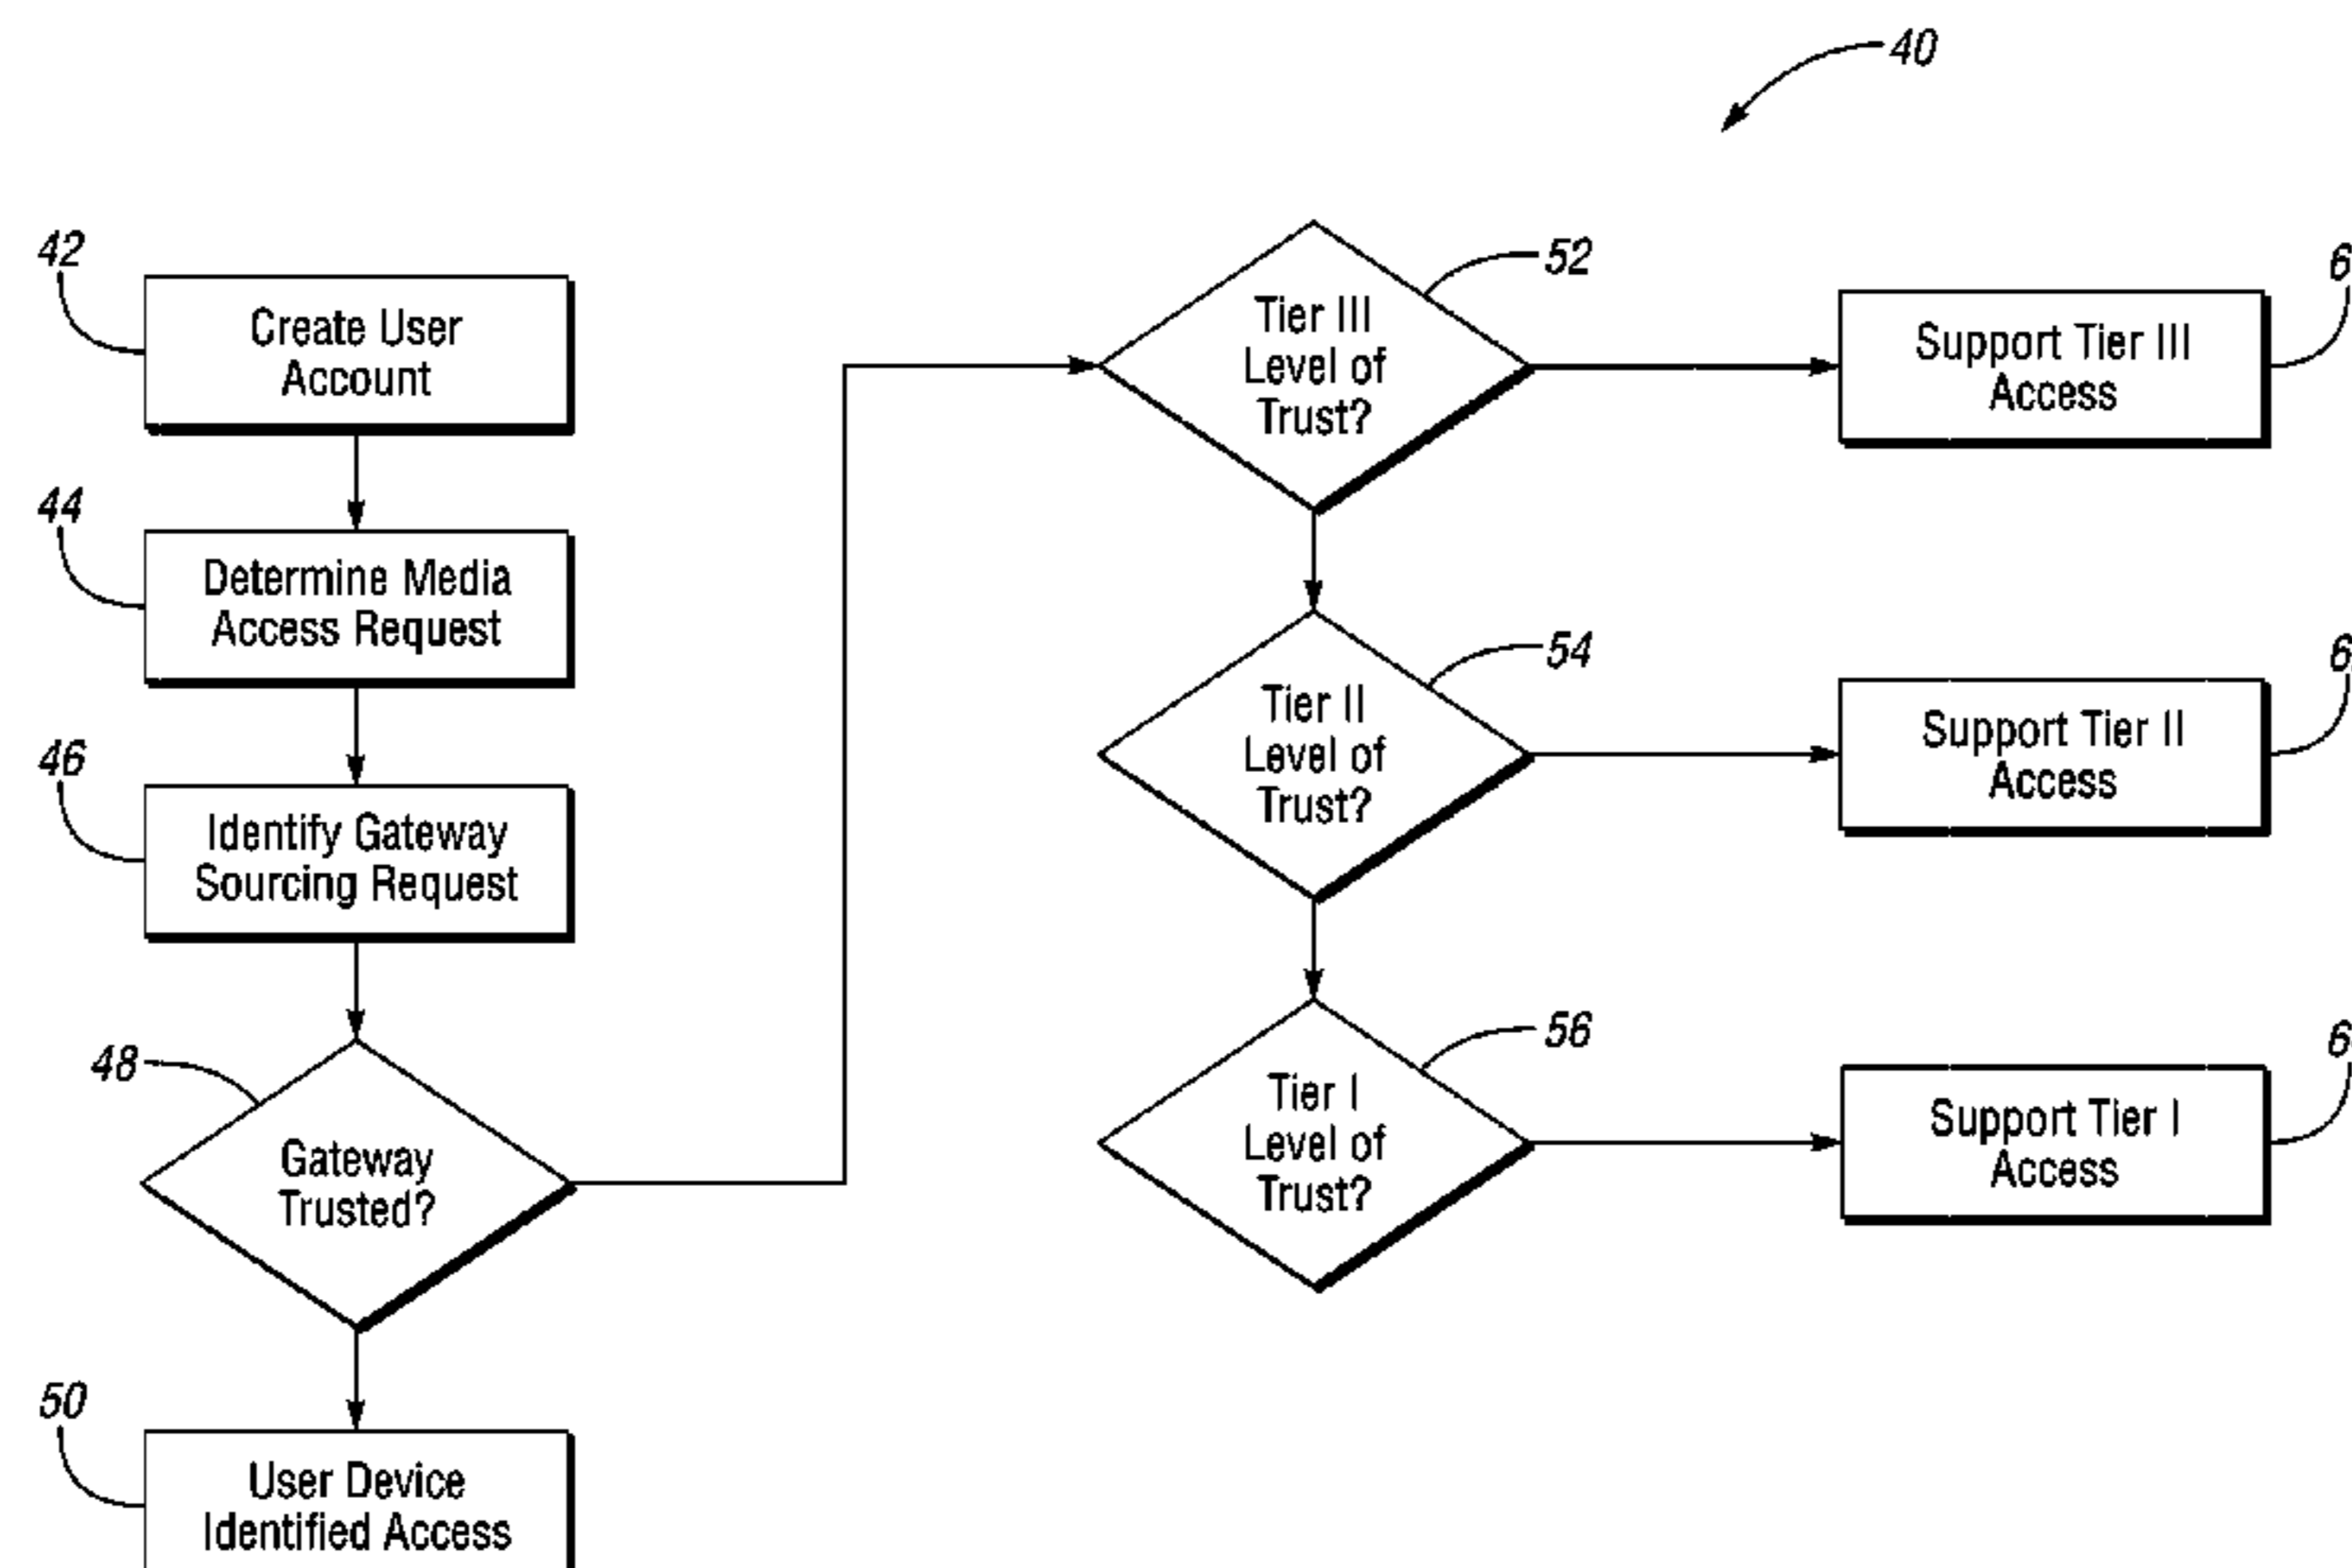 40
42
Create User
Account
44
Determine Media
Access Request
46
Identify Gateway
Sourcing Request
48
Gateway
Trusted?
50
User Device
Identified Access
52
Tier III
Level of
Trust?
Support Tier III
Access
54
Tier II
Level of
Trust?
Support Tier II
Access
56
Tier I
Level of
Trust?
Support Tier I
Access